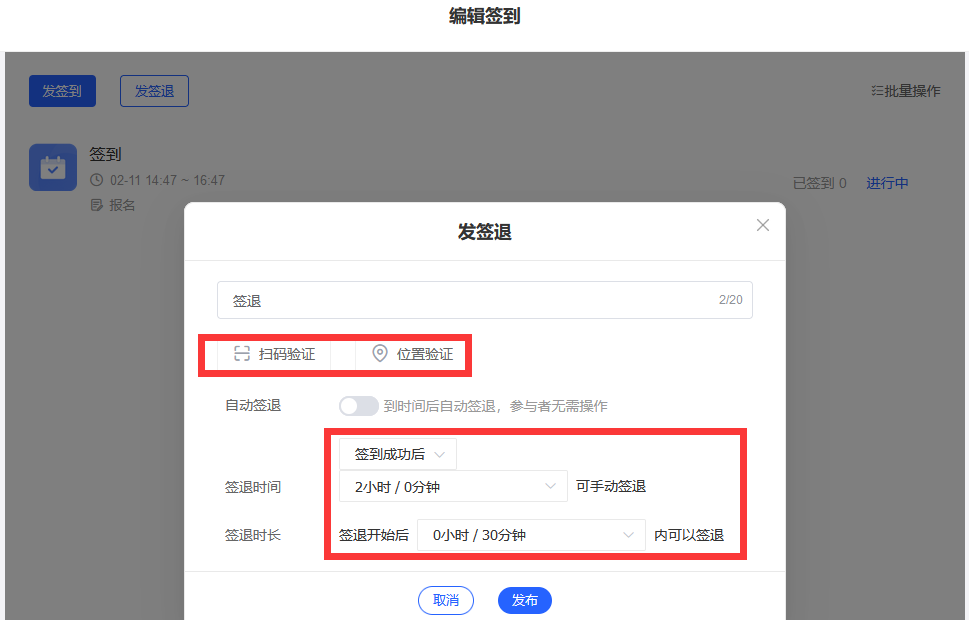 编辑签到
发签到 发签退 批量操作
签到
02-11 14:47 ~ 16:47
已签到 0 进行中
报名
发签退
签退 2/20
扫码验证 位置验证
自动签退 到时间后自动签退，参与者无需操作
签到成功后
签退时间 2小时 / 0分钟 可手动签退
签退时长 签退开始后 0小时 / 30分钟 内可以签退
取消 发布